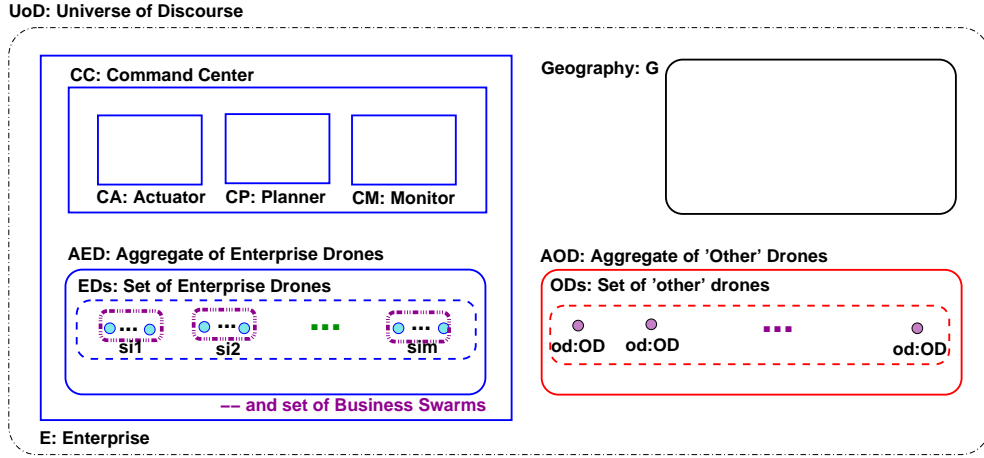 UoD: Universe of Discourse
CC: Command Center
Geography: G
CA: Actuator
CP: Planner
CM: Monitor
AED: Aggregate of Enterprise Drones
AOD: Aggregate of ’Other’ Drones
EDs: Set of Enterprise Drones
ODs: Set of ’other’ drones
...
...
...
...
...
si1
si2
sim
od:OD
od:OD
od:OD
−− and set of Business Swarms
E: Enterprise